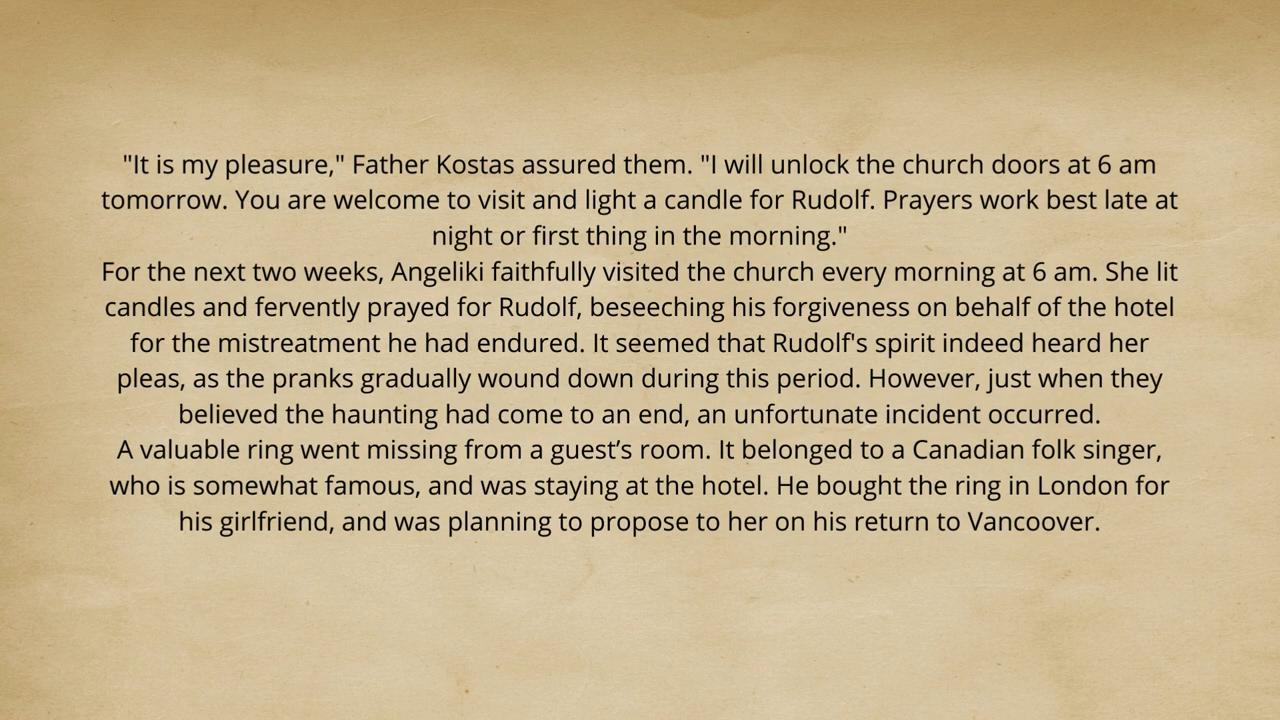 "It is my pleasure," Father Kostas assured them. "I will unlock the church doors at 6 am
tomorrow. You are welcome to visit and light a candle for Rudolf. Prayers work best late at
night or first thing in the morning."
For the next two weeks, Angeliki faithfully visited the church every morning at 6 am. She lit
candles and fervently prayed for Rudolf, beseeching his forgiveness on behalf of the hotel
for the mistreatment he had endured. It seemed that Rudolf's spirit indeed heard her
pleas, as the pranks gradually wound down during this period. However, just when they
believed the haunting had come to an end, an unfortunate incident occurred.
A valuable ring went missing from a guest’s room. It belonged to a Canadian folk singer,
who is somewhat famous, and was staying at the hotel. He bought the ring in London for
his girlfriend, and was planning to propose to her on his return to Vancoover.